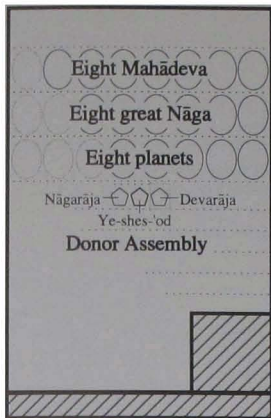 Eight Mahādeva
Eight great Nāga
Eight planets
Nāgarāja Devarāja
Ye-shes-'od
Donor Assembly